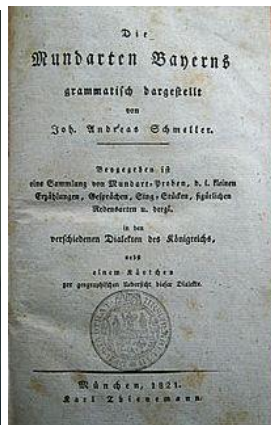 Die
Mundarten Bayerns
grammatisch dargestellt
von
Joh. Andreas Schmeller.
Beygegeben ist
eine Sammlung von Mundart-Proben, d. i. kleinen
Erzählungen, Gesprächen, Sing-Stücken, figürlichen
Redensarten u. dergl.
in den
verschiedenen Dialekten des Königreichs,
nebst
einem Kärtchen
zur geographischen Uebersicht dieser Dialekte.
München, 1821.
Karl Thienemann.